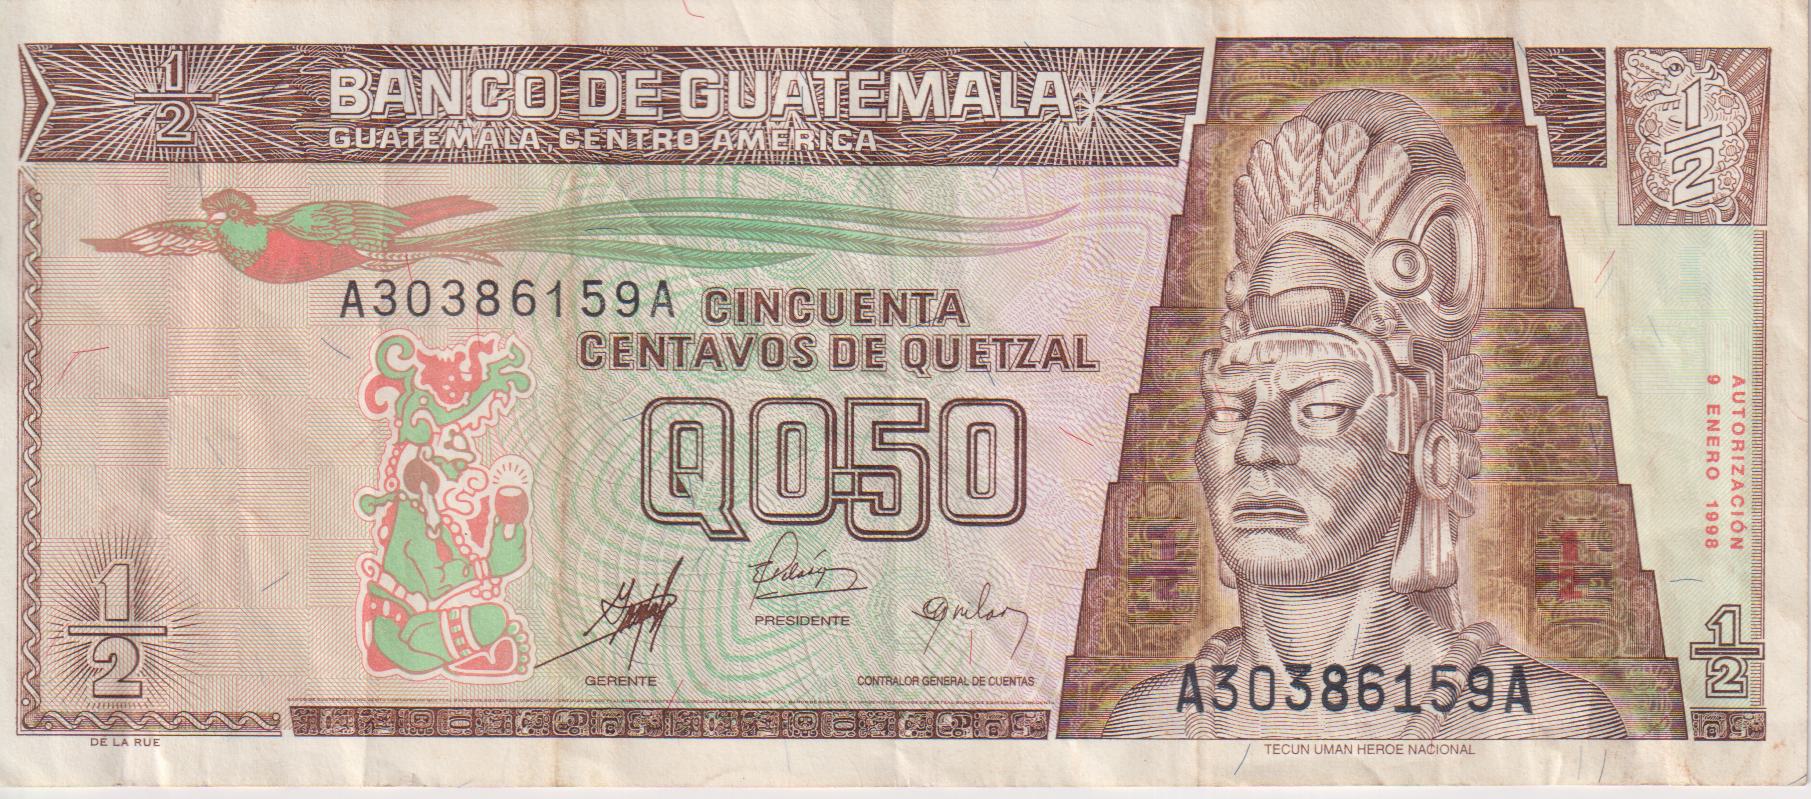 1/2
BANCO DE GUATEMALA
GUATEMALA, CENTRO AMERICA
1/2
A30386159A
CINCUENTA
CENTAVOS DE QUETZAL
Q0.50
AUTORIZACIÓN
9 ENERO 1998
1/2
GERENTE
PRESIDENTE
CONTRALOR GENERAL DE CUENTAS
A30386159A
1/2
DE LA RUE
TECUN UMAN HEROE NACIONAL